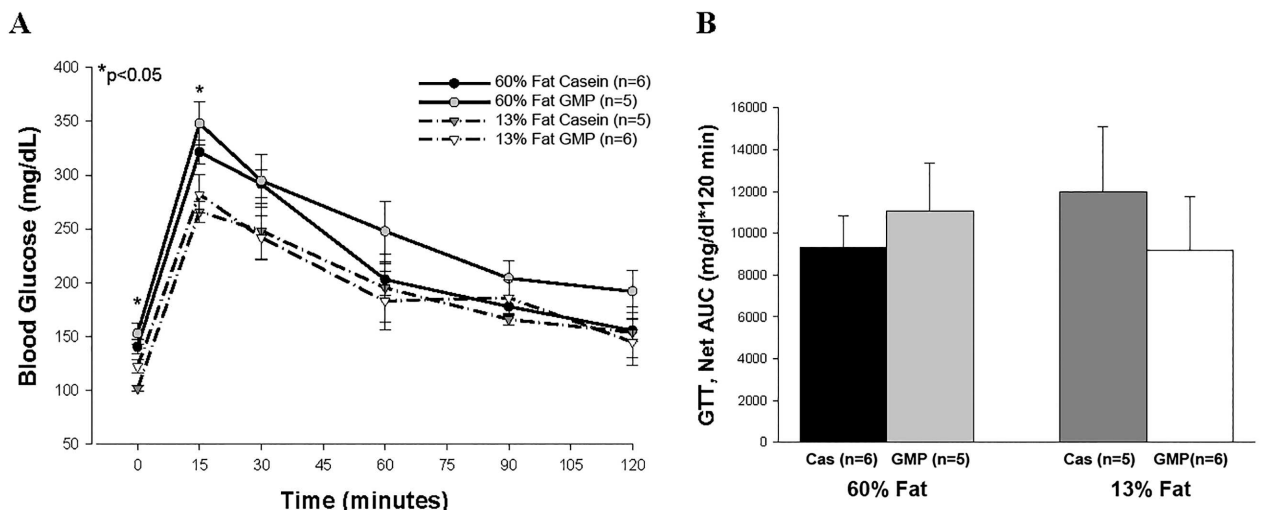 A
*p<0.05
*
*
60% Fat Casein (n=6)
60% Fat GMP (n=5)
13% Fat Casein (n=5)
13% Fat GMP (n=6)
Blood Glucose (mg/dL)
400
350
300
250
200
150
100
50
0 15 30 45 60 75 90 105 120
Time (minutes)
B
GTT, Net AUC (mg/dl*120 min)
16000
14000
12000
10000
8000
6000
4000
2000
0
Cas (n=6) GMP (n=5) Cas (n=5) GMP(n=6)
60% Fat 13% Fat